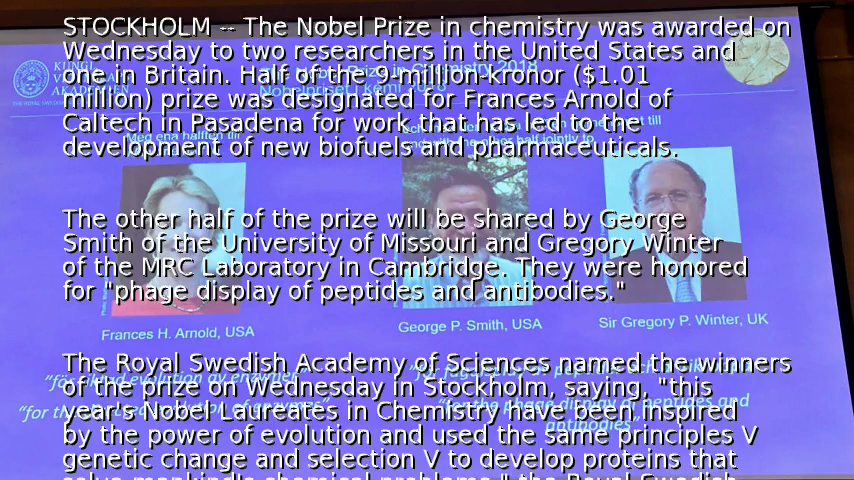 STOCKHOLM -- The Nobel Prize in chemistry was awarded on
Wednesday to two researchers in the United States and
one in Britain. Half of the 9-million-kronor ($1.01
million) prize was designated for Frances Arnold of
Caltech in Pasadena for work that has led to the
development of new biofuels and pharmaceuticals.
The other half of the prize will be shared by George
Smith of the University of Missouri and Gregory Winter
of the MRC Laboratory in Cambridge. They were honored
for "phage display of peptides and antibodies."
Frances H. Arnold, USA
George P. Smith, USA
Sir Gregory P. Winter, UK
The Royal Swedish Academy of Sciences named the winners
of the prize on Wednesday in Stockholm, saying, "this
year's Nobel Laureates in Chemistry have been inspired
by the power of evolution and used the same principles V
genetic change and selection V to develop proteins that